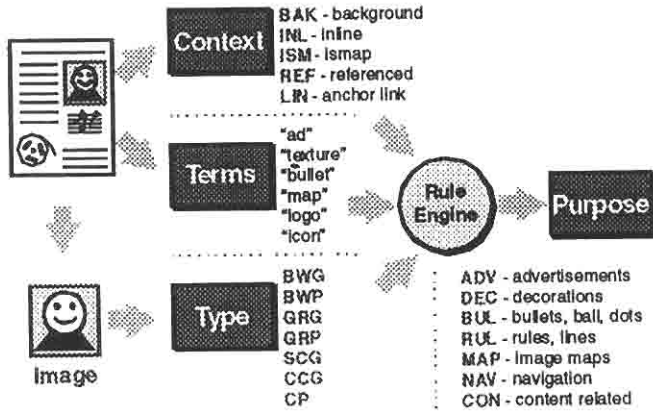 Context
BAK - background
INL - inline
ISM - ismap
REF - referenced
LIN - anchor link
Terms
"ad"
"texture"
"bullet"
"map"
"logo"
"icon"
Rule
Engine
Purpose
Image
Type
BWG
BWP
GRG
GRP
SCG
CCG
CP
ADV - advertisements
DEC - decorations
BUL - bullets, ball, dots
RUL - rules, lines
MAP - image maps
NAV - navigation
CON - content related